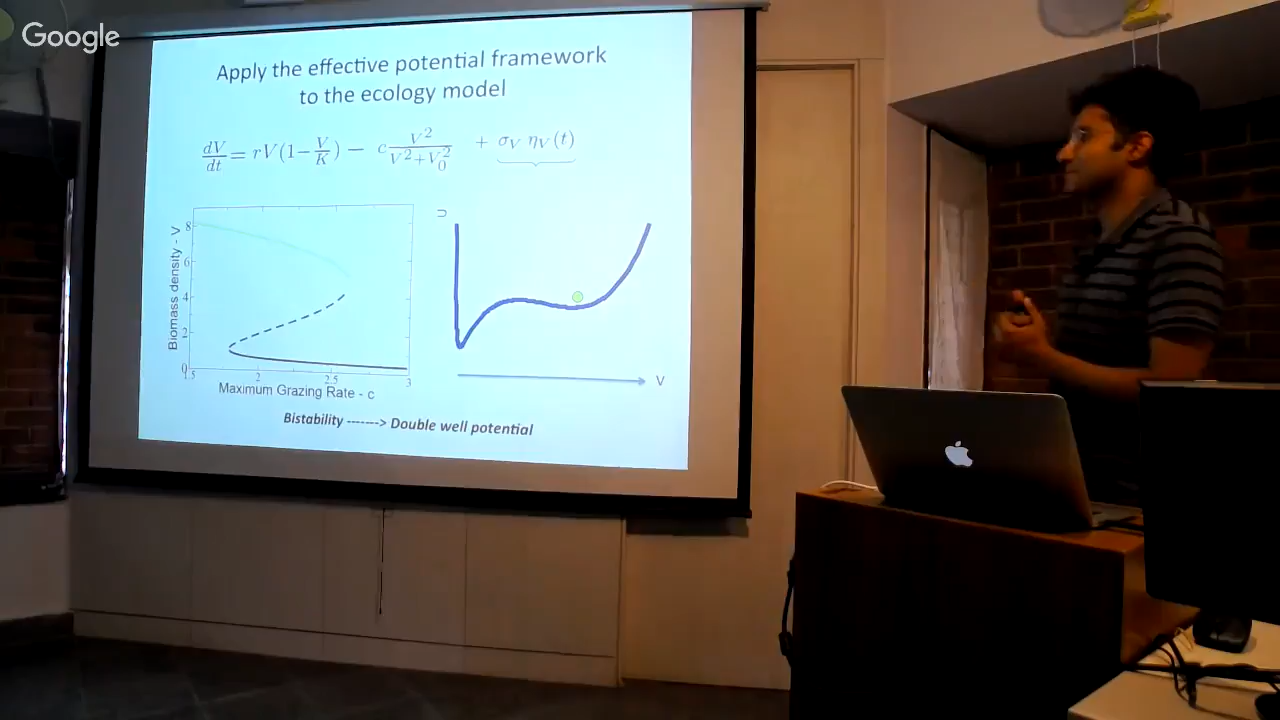 Google
Apply the effective potential framework
to the ecology model
dV/dt = rV(1−V/K) − c V²/(V²+V₀²) + σ_V η_V(t)
Biomass density - V
8
6
4
2
0
1.5
2
2.5
3
Maximum Grazing Rate - c
U
V
Bistability -------> Double well potential